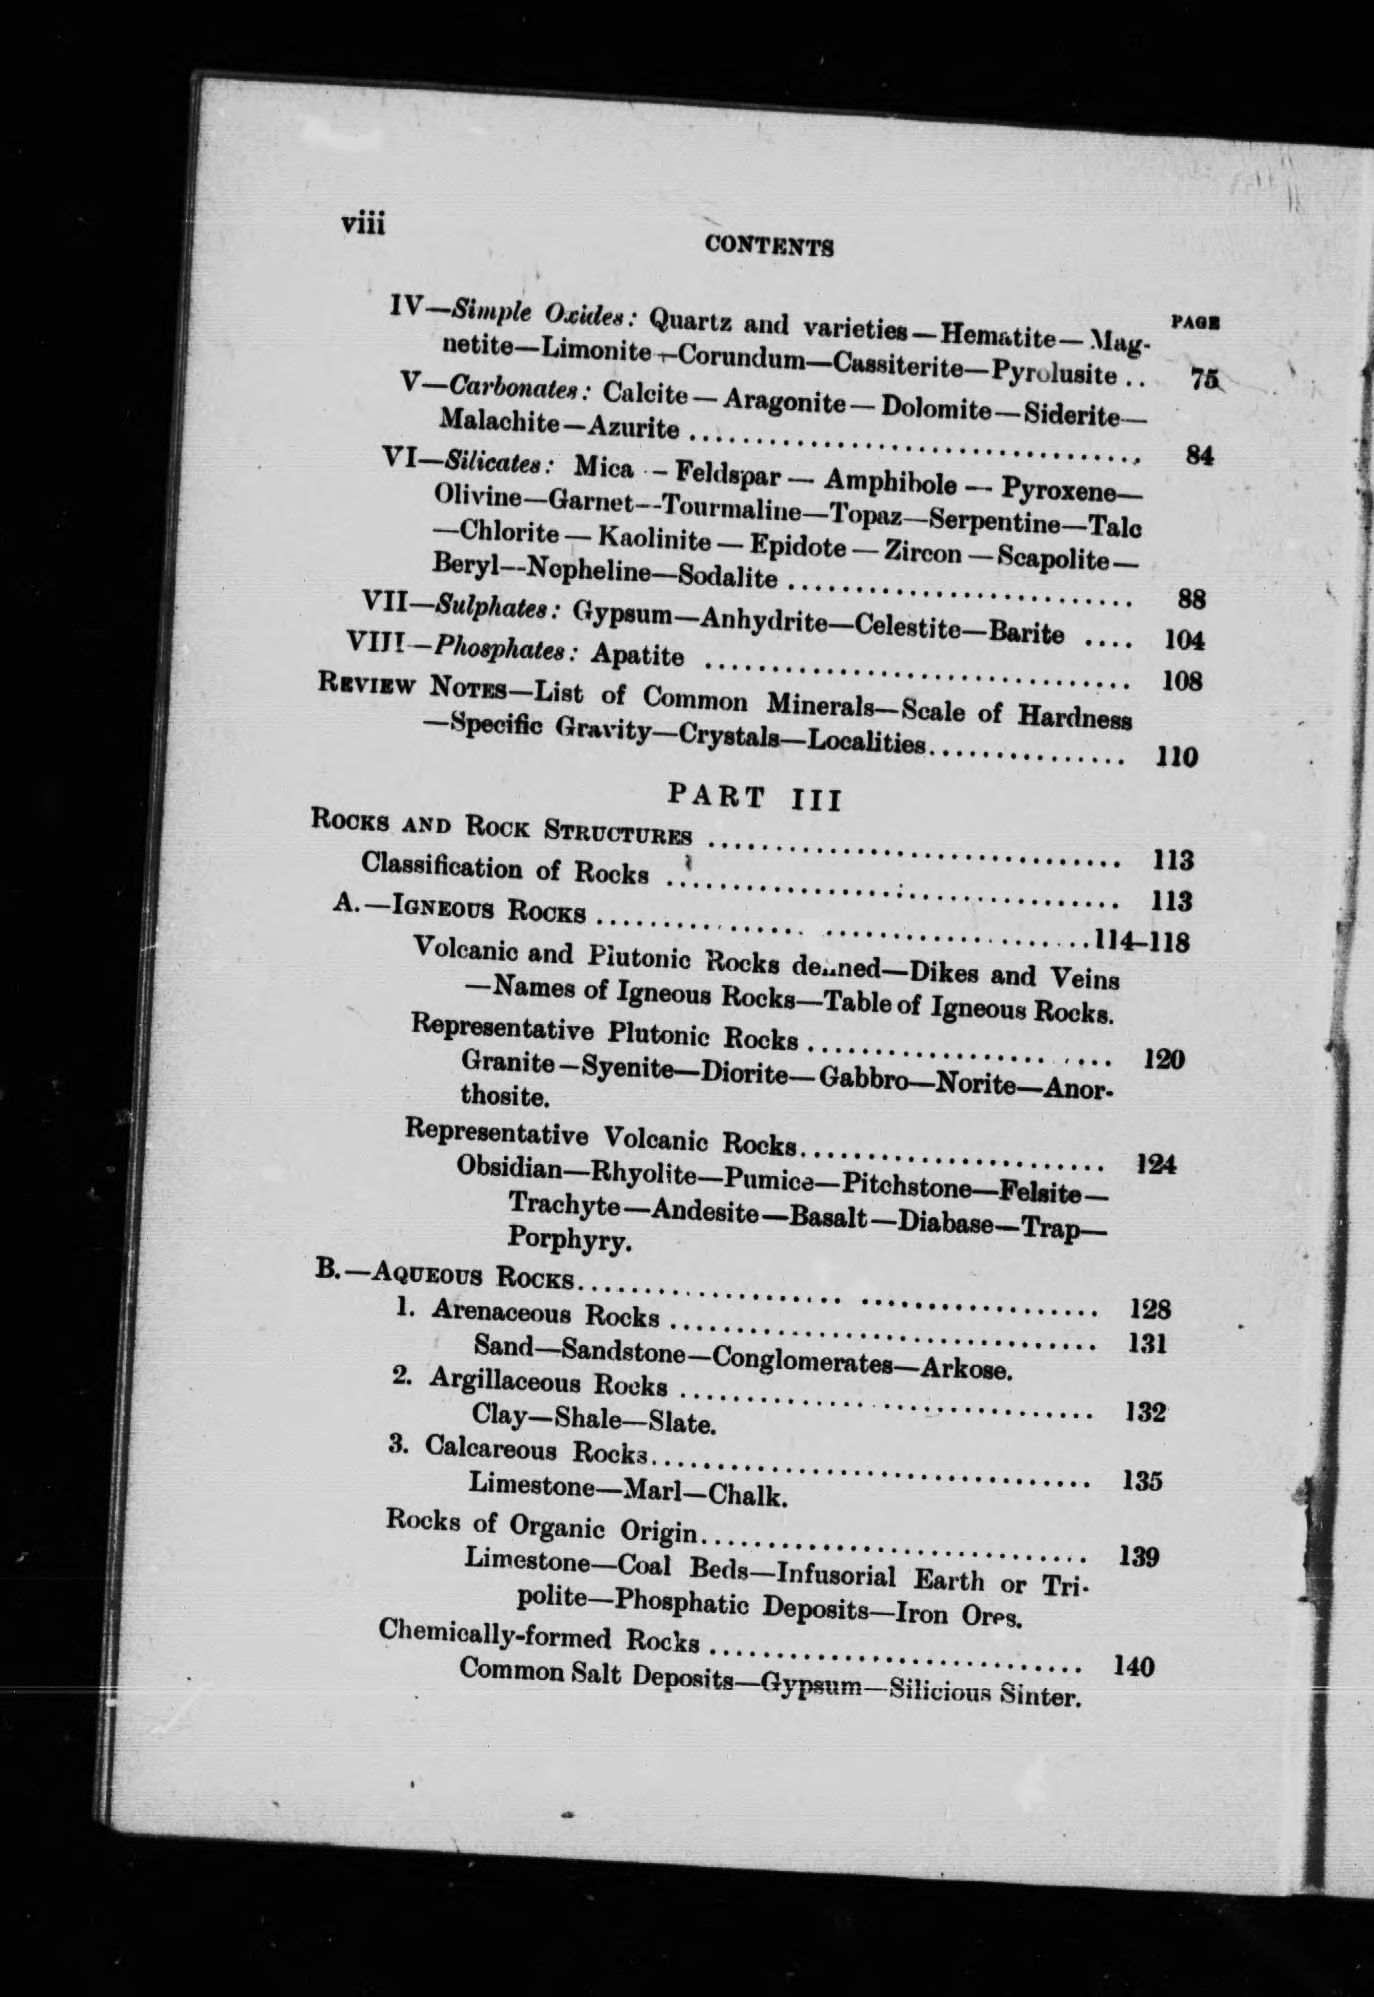 viii
CONTENTS
PAGE
IV—Simple Oxides: Quartz and varieties—Hematite—Mag-
netite—Limonite—Corundum—Cassiterite—Pyrolusite .. 75
V—Carbonates: Calcite—Aragonite—Dolomite—Siderite—
Malachite—Azurite .................................. 84
VI—Silicates: Mica—Feldspar—Amphibole—Pyroxene—
Olivine—Garnet—Tourmaline—Topaz—Serpentine—Talc
—Chlorite—Kaolinite—Epidote—Zircon—Scapolite—
Beryl—Nepheline—Sodalite .......................... 88
VII—Sulphates: Gypsum—Anhydrite—Celestite—Barite .... 104
VIII—Phosphates: Apatite ................................ 108
REVIEW NOTES—List of Common Minerals—Scale of Hardness
—Specific Gravity—Crystals—Localities............... 110
PART III
ROCKS AND ROCK STRUCTURES ............................... 113
Classification of Rocks .................................. 113
A.—IGNEOUS ROCKS .....................................114–118
Volcanic and Plutonic Rocks defined—Dikes and Veins
—Names of Igneous Rocks—Table of Igneous Rocks.
Representative Plutonic Rocks ....................... 120
Granite—Syenite—Diorite—Gabbro—Norite—Anor-
thosite.
Representative Volcanic Rocks....................... 124
Obsidian—Rhyolite—Pumice—Pitchstone—Felsite—
Trachyte—Andesite—Basalt—Diabase—Trap—
Porphyry.
B.—AQUEOUS ROCKS....................................... 128
1. Arenaceous Rocks ................................ 131
Sand—Sandstone—Conglomerates—Arkose.
2. Argillaceous Rocks ............................... 132
Clay—Shale—Slate.
3. Calcareous Rocks................................. 135
Limestone—Marl—Chalk.
Rocks of Organic Origin............................. 139
Limestone—Coal Beds—Infusorial Earth or Tri-
polite—Phosphatic Deposits—Iron Ores.
Chemically-formed Rocks ............................ 140
Common Salt Deposits—Gypsum—Silicious Sinter.